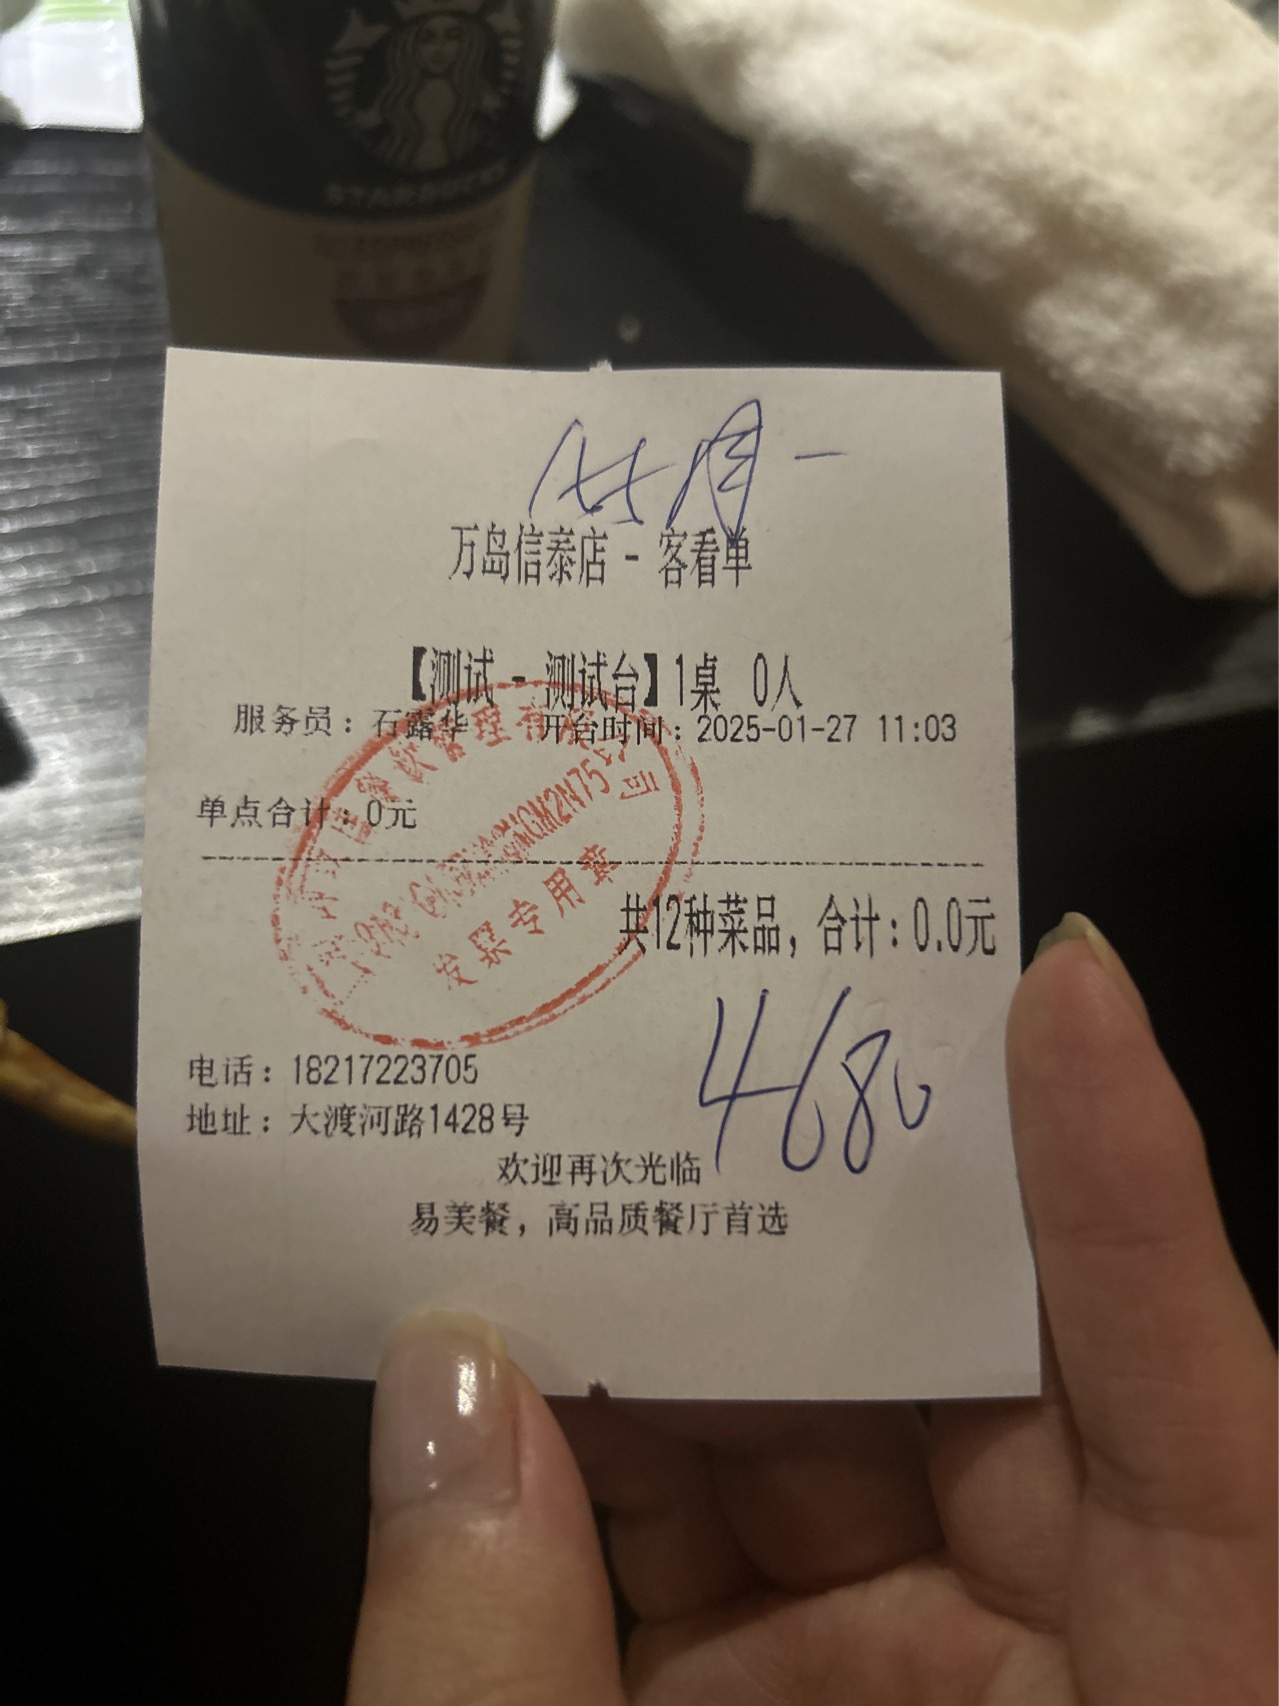 STARBUCKS
万岛信泰店 - 客看单
【测试 - 测试台】1桌 0人
服务员：石露华 开台时间：2025-01-27 11:03
单点合计：0元
共12种菜品，合计：0.0元
发票专用章
4680
电话：18217223705
地址：大渡河路1428号
欢迎再次光临
易美餐，高品质餐厅首选